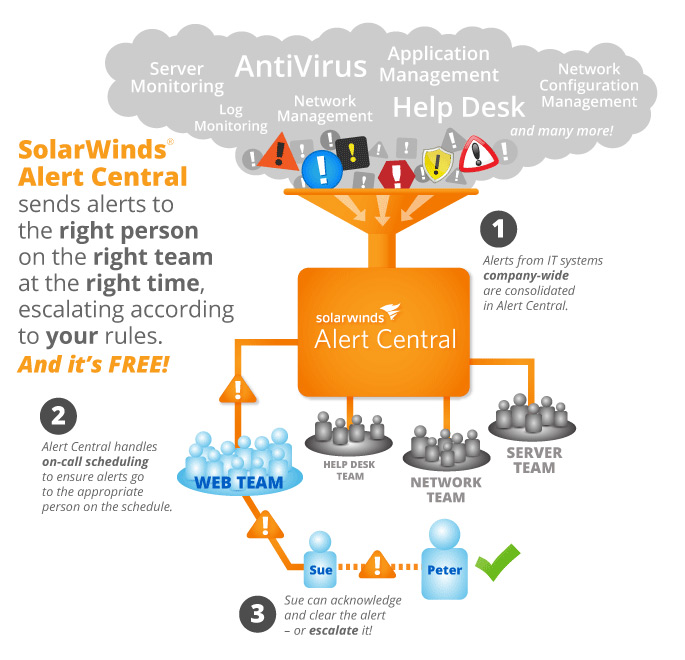 Server
Monitoring
AntiVirus
Application
Management
Network
Configuration
Management
Log
Monitoring
Network
Management
Help Desk
and many more!
SolarWinds®
Alert Central
sends alerts to
the right person
on the right team
at the right time,
escalating according
to your rules.
And it's FREE!
1
Alerts from IT systems
company-wide
are consolidated
in Alert Central.
solarwinds
Alert Central
2
Alert Central handles
on-call scheduling
to ensure alerts go
to the appropriate
person on the schedule.
WEB TEAM
HELP DESK
TEAM
NETWORK
TEAM
SERVER
TEAM
Sue
Peter
3
Sue can acknowledge
and clear the alert
– or escalate it!